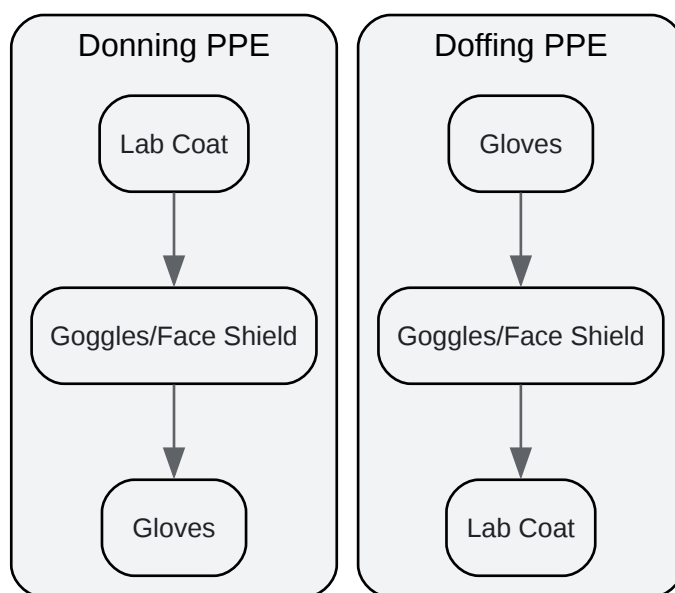 Donning PPE
Lab Coat
Goggles/Face Shield
Gloves
Doffing PPE
Gloves
Goggles/Face Shield
Lab Coat